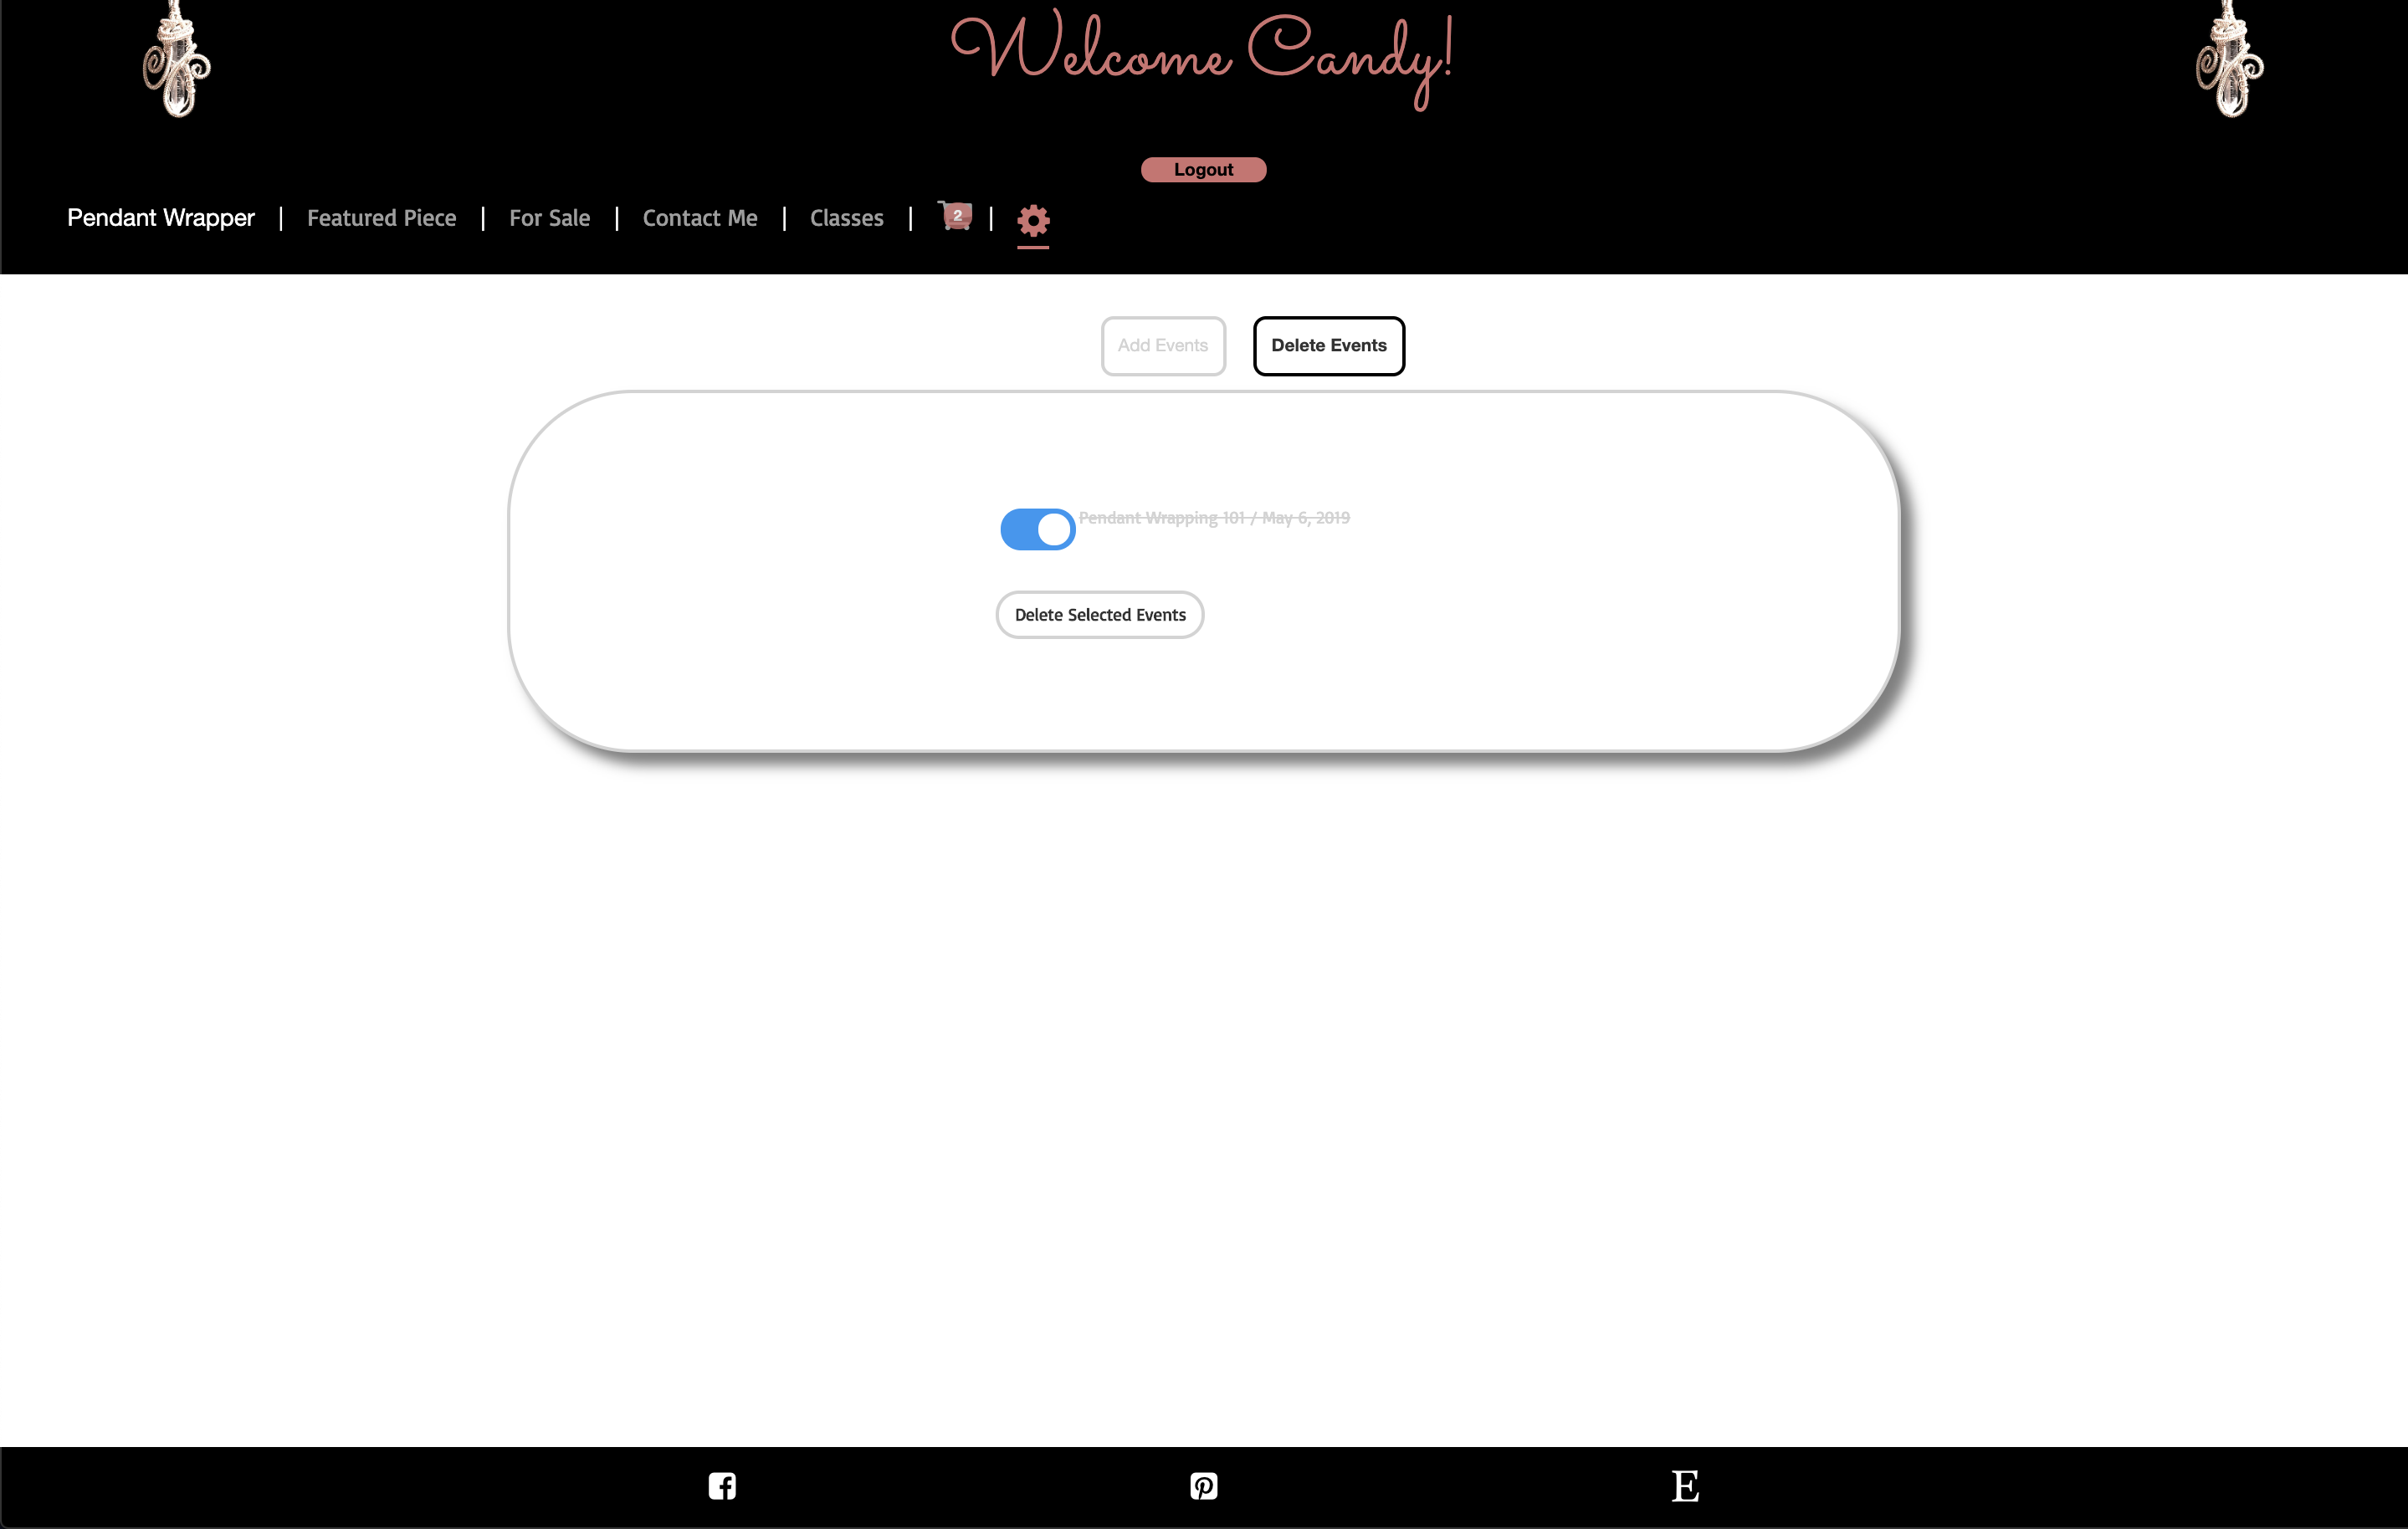 Welcome Candy!
Logout
Pendant Wrapper | Featured Piece | For Sale | Contact Me | Classes | 2 |
Add Events
Delete Events
Pendant Wrapping 101 / May 6, 2019
Delete Selected Events
E